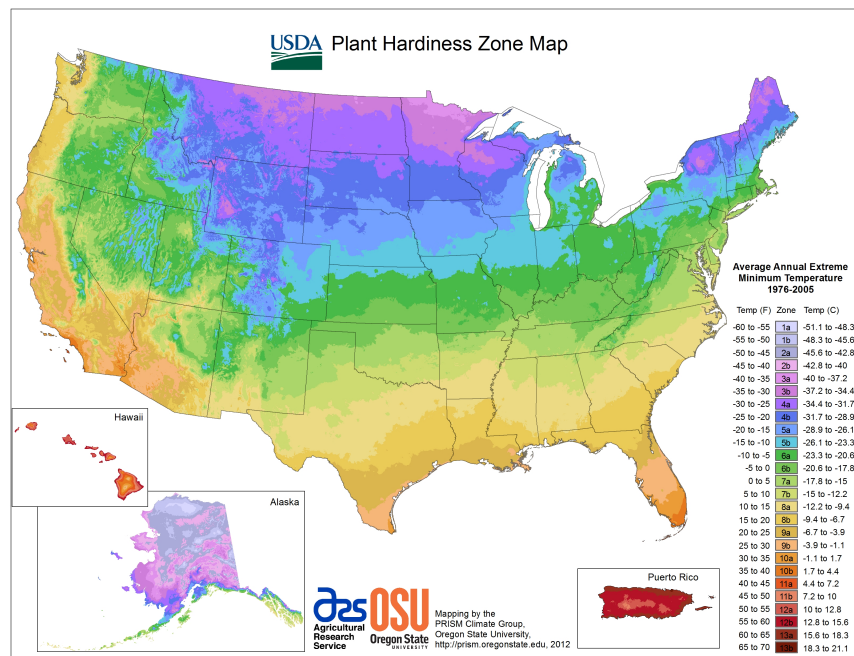 USDA Plant Hardiness Zone Map
Average Annual Extreme
Minimum Temperature
1976-2005
Temp (F) Zone Temp (C)
-60 to -55 1a -51.1 to -48.3
-55 to -50 1b -48.3 to -45.6
-50 to -45 2a -45.6 to -42.8
-45 to -40 2b -42.8 to -40
-40 to -35 3a -40 to -37.2
-35 to -30 3b -37.2 to -34.4
-30 to -25 4a -34.4 to -31.7
-25 to -20 4b -31.7 to -28.9
-20 to -15 5a -28.9 to -26.1
-15 to -10 5b -26.1 to -23.3
-10 to -5 6a -23.3 to -20.6
-5 to 0 6b -20.6 to -17.8
0 to 5 7a -17.8 to -15
5 to 10 7b -15 to -12.2
10 to 15 8a -12.2 to -9.4
15 to 20 8b -9.4 to -6.7
20 to 25 9a -6.7 to -3.9
25 to 30 9b -3.9 to -1.1
30 to 35 10a -1.1 to 1.7
35 to 40 10b 1.7 to 4.4
40 to 45 11a 4.4 to 7.2
45 to 50 11b 7.2 to 10
50 to 55 12a 10 to 12.8
55 to 60 12b 12.8 to 15.6
60 to 65 13a 15.6 to 18.3
65 to 70 13b 18.3 to 21.1
Hawaii
Alaska
Puerto Rico
ars
Agricultural
Research
Service
OSU
Oregon State
UNIVERSITY
Mapping by the
PRISM Climate Group,
Oregon State University,
http://prism.oregonstate.edu, 2012